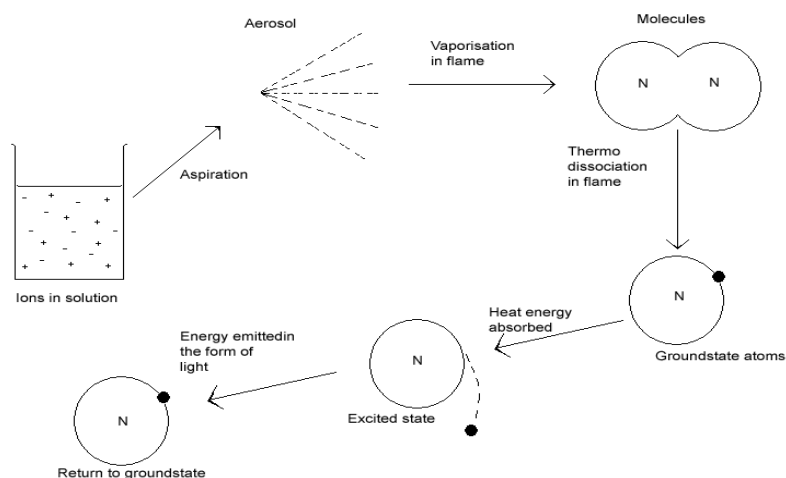 Aerosol
Vaporisation
in flame
Molecules
N
N
Aspiration
Thermo
dissociation
in flame
Ions in solution
N
Groundstate atoms
Heat energy
absorbed
N
Excited state
Energy emittedin
the form of
light
N
Return to groundstate